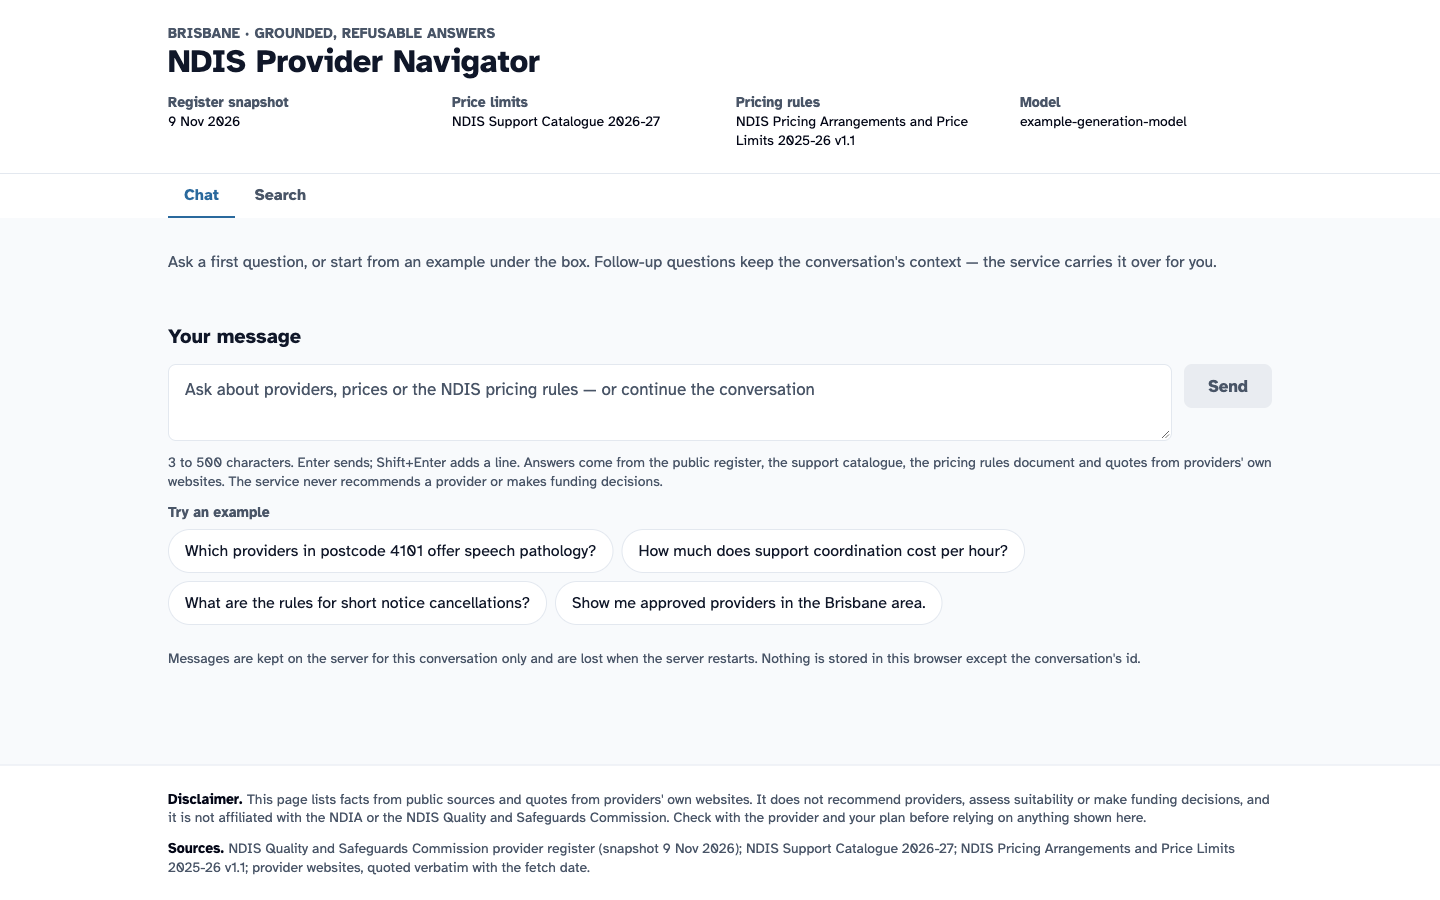 BRISBANE · GROUNDED, REFUSABLE ANSWERS
NDIS Provider Navigator
Register snapshot
9 Nov 2026
Price limits
NDIS Support Catalogue 2026-27
Pricing rules
NDIS Pricing Arrangements and Price
Limits 2025-26 v1.1
Model
example-generation-model
Chat
Search
Ask a first question, or start from an example under the box. Follow-up questions keep the conversation's context — the service carries it over for you.
Your message
Ask about providers, prices or the NDIS pricing rules — or continue the conversation
Send
3 to 500 characters. Enter sends; Shift+Enter adds a line. Answers come from the public register, the support catalogue, the pricing rules document and quotes from providers' own
websites. The service never recommends a provider or makes funding decisions.
Try an example
Which providers in postcode 4101 offer speech pathology?
How much does support coordination cost per hour?
What are the rules for short notice cancellations?
Show me approved providers in the Brisbane area.
Messages are kept on the server for this conversation only and are lost when the server restarts. Nothing is stored in this browser except the conversation's id.
Disclaimer. This page lists facts from public sources and quotes from providers' own websites. It does not recommend providers, assess suitability or make funding decisions, and
it is not affiliated with the NDIA or the NDIS Quality and Safeguards Commission. Check with the provider and your plan before relying on anything shown here.
Sources. NDIS Quality and Safeguards Commission provider register (snapshot 9 Nov 2026); NDIS Support Catalogue 2026-27; NDIS Pricing Arrangements and Price Limits
2025-26 v1.1; provider websites, quoted verbatim with the fetch date.